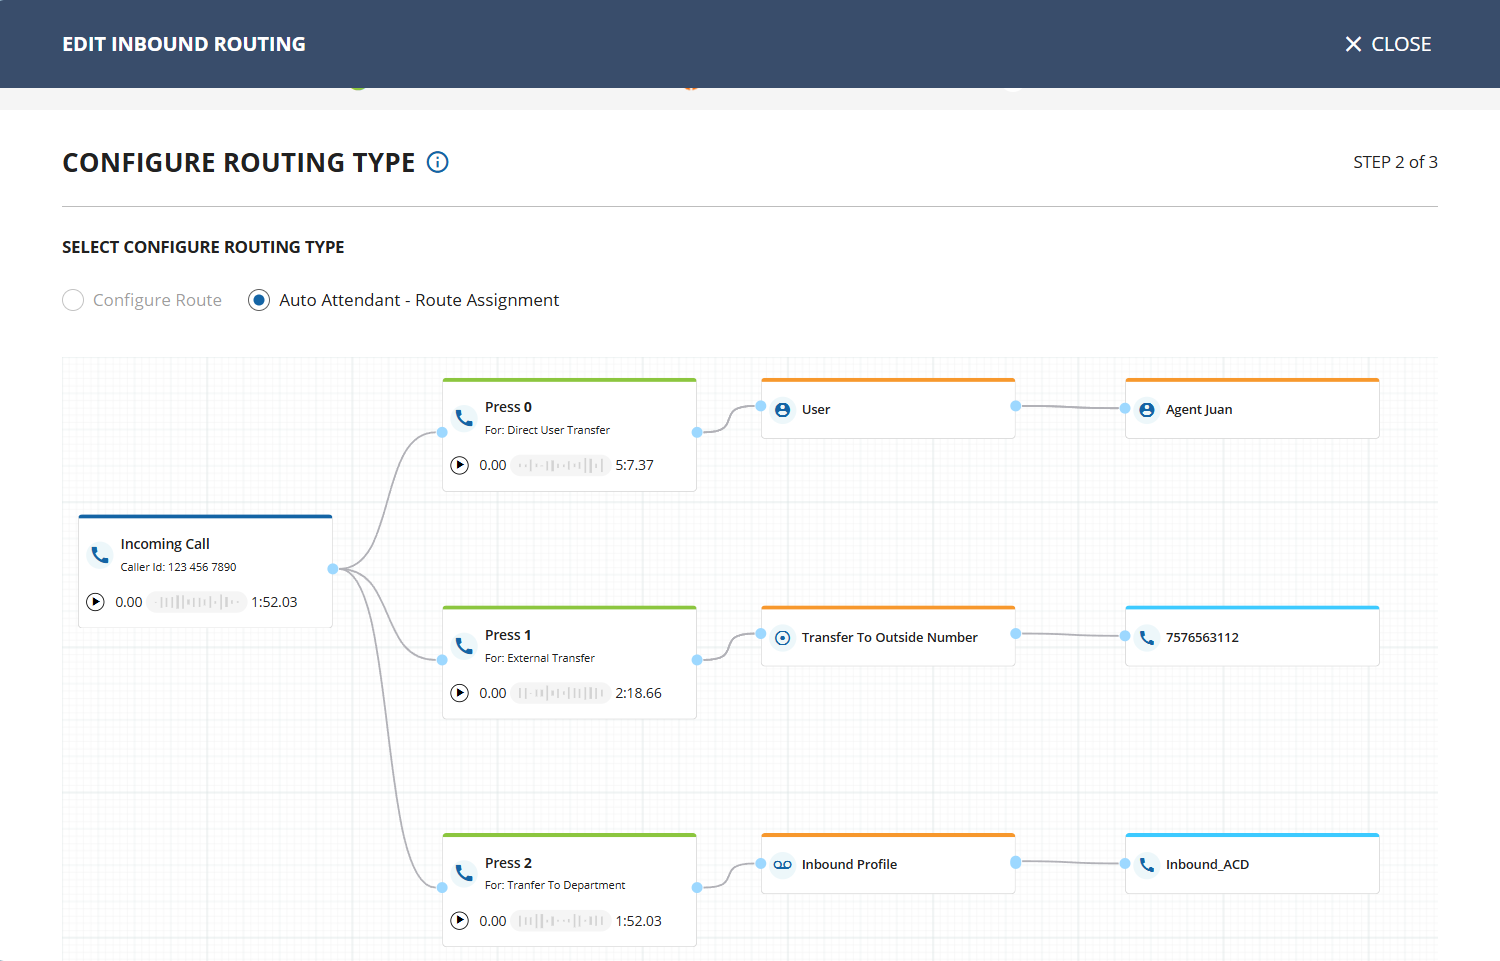 EDIT INBOUND ROUTING
CLOSE
CONFIGURE ROUTING TYPE
STEP 2 of 3
SELECT CONFIGURE ROUTING TYPE
Configure Route
Auto Attendant - Route Assignment
Incoming Call
Caller Id: 123 456 7890
0.00 1:52.03
Press 0
For: Direct User Transfer
0.00 5:7.37
User
Agent Juan
Press 1
For: External Transfer
0.00 2:18.66
Transfer To Outside Number
7576563112
Press 2
For: Tranfer To Department
0.00 1:52.03
Inbound Profile
Inbound_ACD